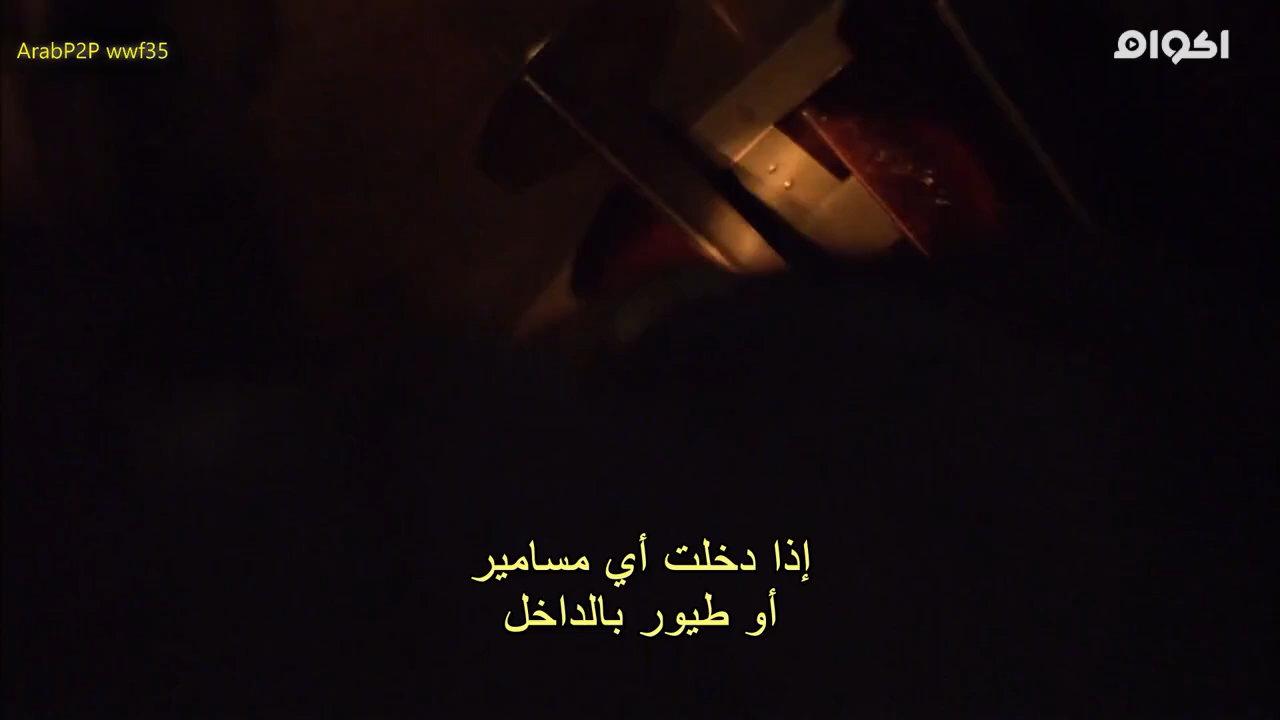 ArabP2P wwf35
اكوام
إذا دخلت أي مسامير
أو طيور بالداخل